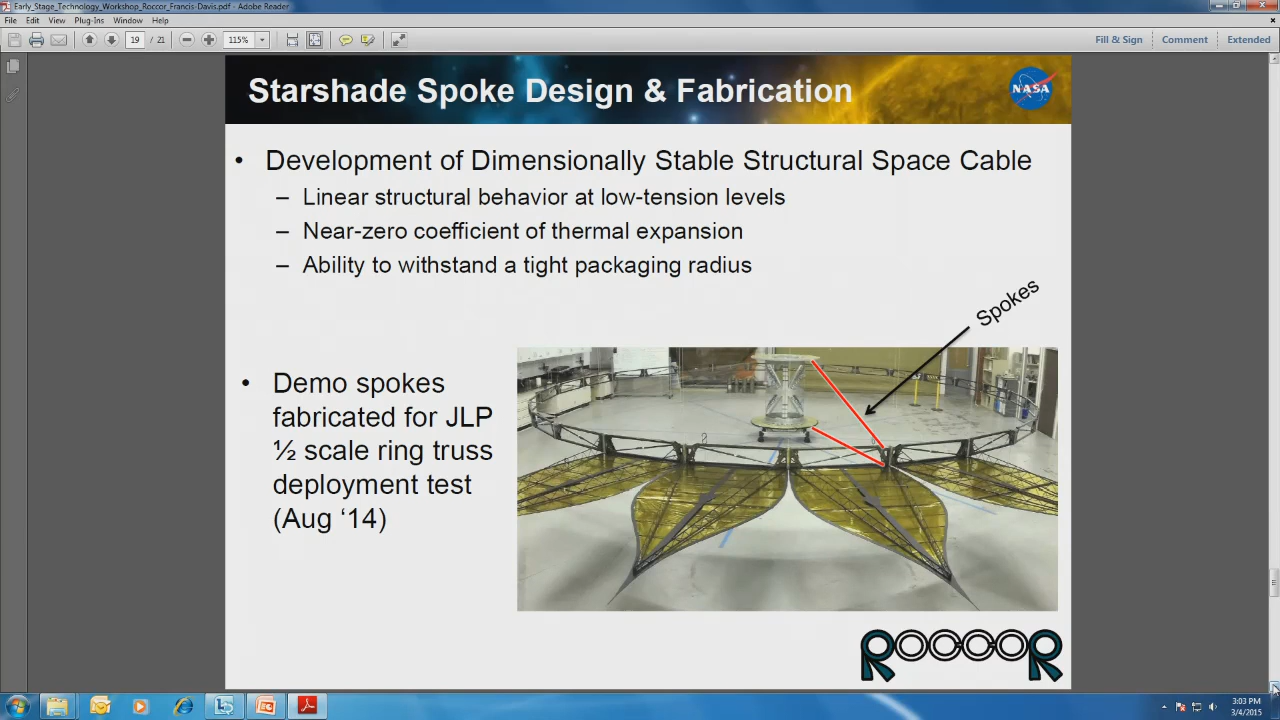 Early_Stage_Technology_Workshop_Roccor_Francis-Davis.pdf - Adobe Reader
File Edit View Plug-Ins Window Help
19 / 21 115% Fill & Sign Comment Extended
Starshade Spoke Design & Fabrication
NASA
• Development of Dimensionally Stable Structural Space Cable
– Linear structural behavior at low-tension levels
– Near-zero coefficient of thermal expansion
– Ability to withstand a tight packaging radius
Spokes
• Demo spokes
fabricated for JLP
½ scale ring truss
deployment test
(Aug ‘14)
ROCCOR
3:03 PM
3/4/2015